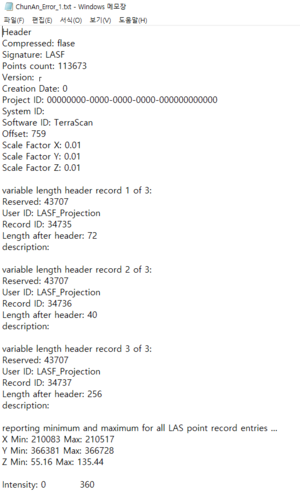 ChunAn_Error_1.txt - Windows 메모장
파일(F) 편집(E) 서식(O) 보기(V) 도움말(H)
Header
Compressed: flase
Signature: LASF
Points count: 113673
Version: ┌
Creation Date: 0
Project ID: 00000000-0000-0000-0000-000000000000
System ID:
Software ID: TerraScan
Offset: 759
Scale Factor X: 0.01
Scale Factor Y: 0.01
Scale Factor Z: 0.01
variable length header record 1 of 3:
Reserved: 43707
User ID: LASF_Projection
Record ID: 34735
Length after header: 72
description:
variable length header record 2 of 3:
Reserved: 43707
User ID: LASF_Projection
Record ID: 34736
Length after header: 40
description:
variable length header record 3 of 3:
Reserved: 43707
User ID: LASF_Projection
Record ID: 34737
Length after header: 256
description:
reporting minimum and maximum for all LAS point record entries ...
X Min: 210083 Max: 210517
Y Min: 366381 Max: 366728
Z Min: 55.16 Max: 135.44
Intensity: 0 360